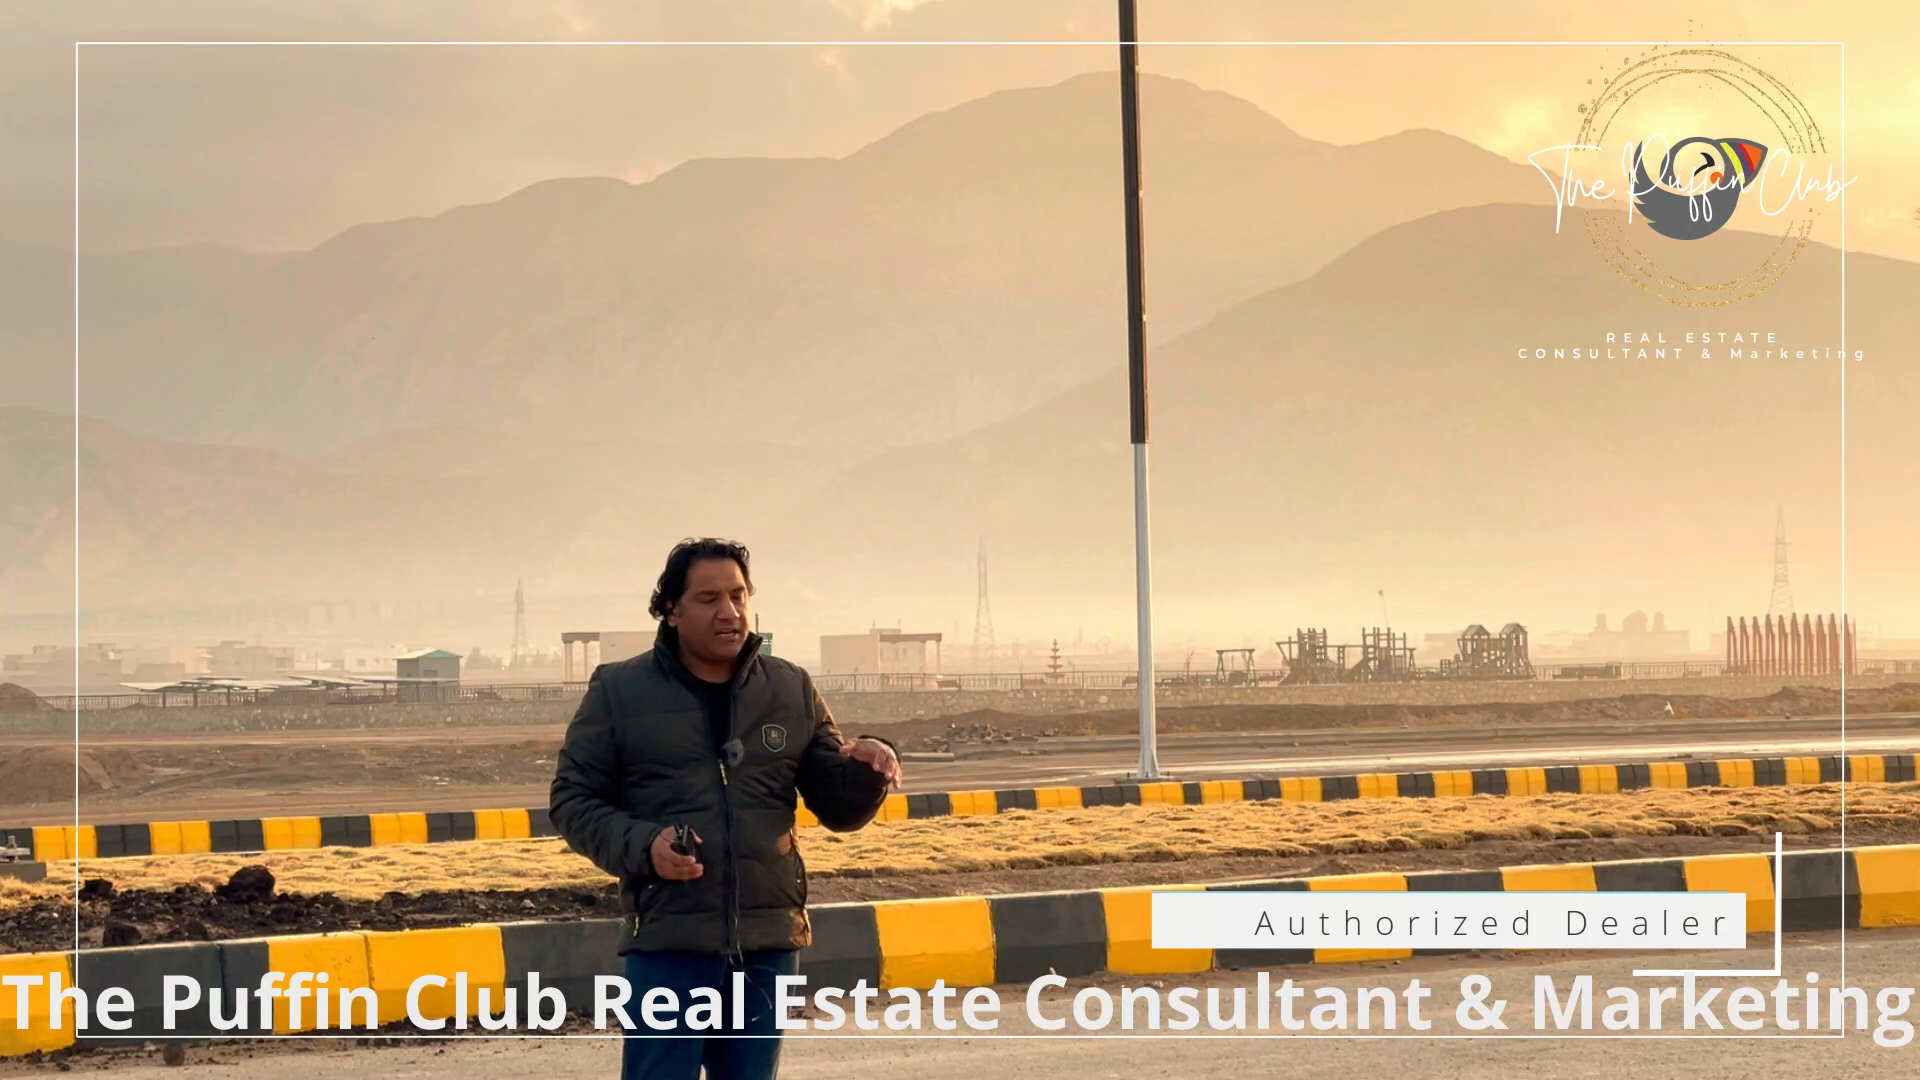 The Puffin Club
REAL ESTATE
CONSULTANT & Marketing
Authorized Dealer
The Puffin Club Real Estate Consultant & Marketing